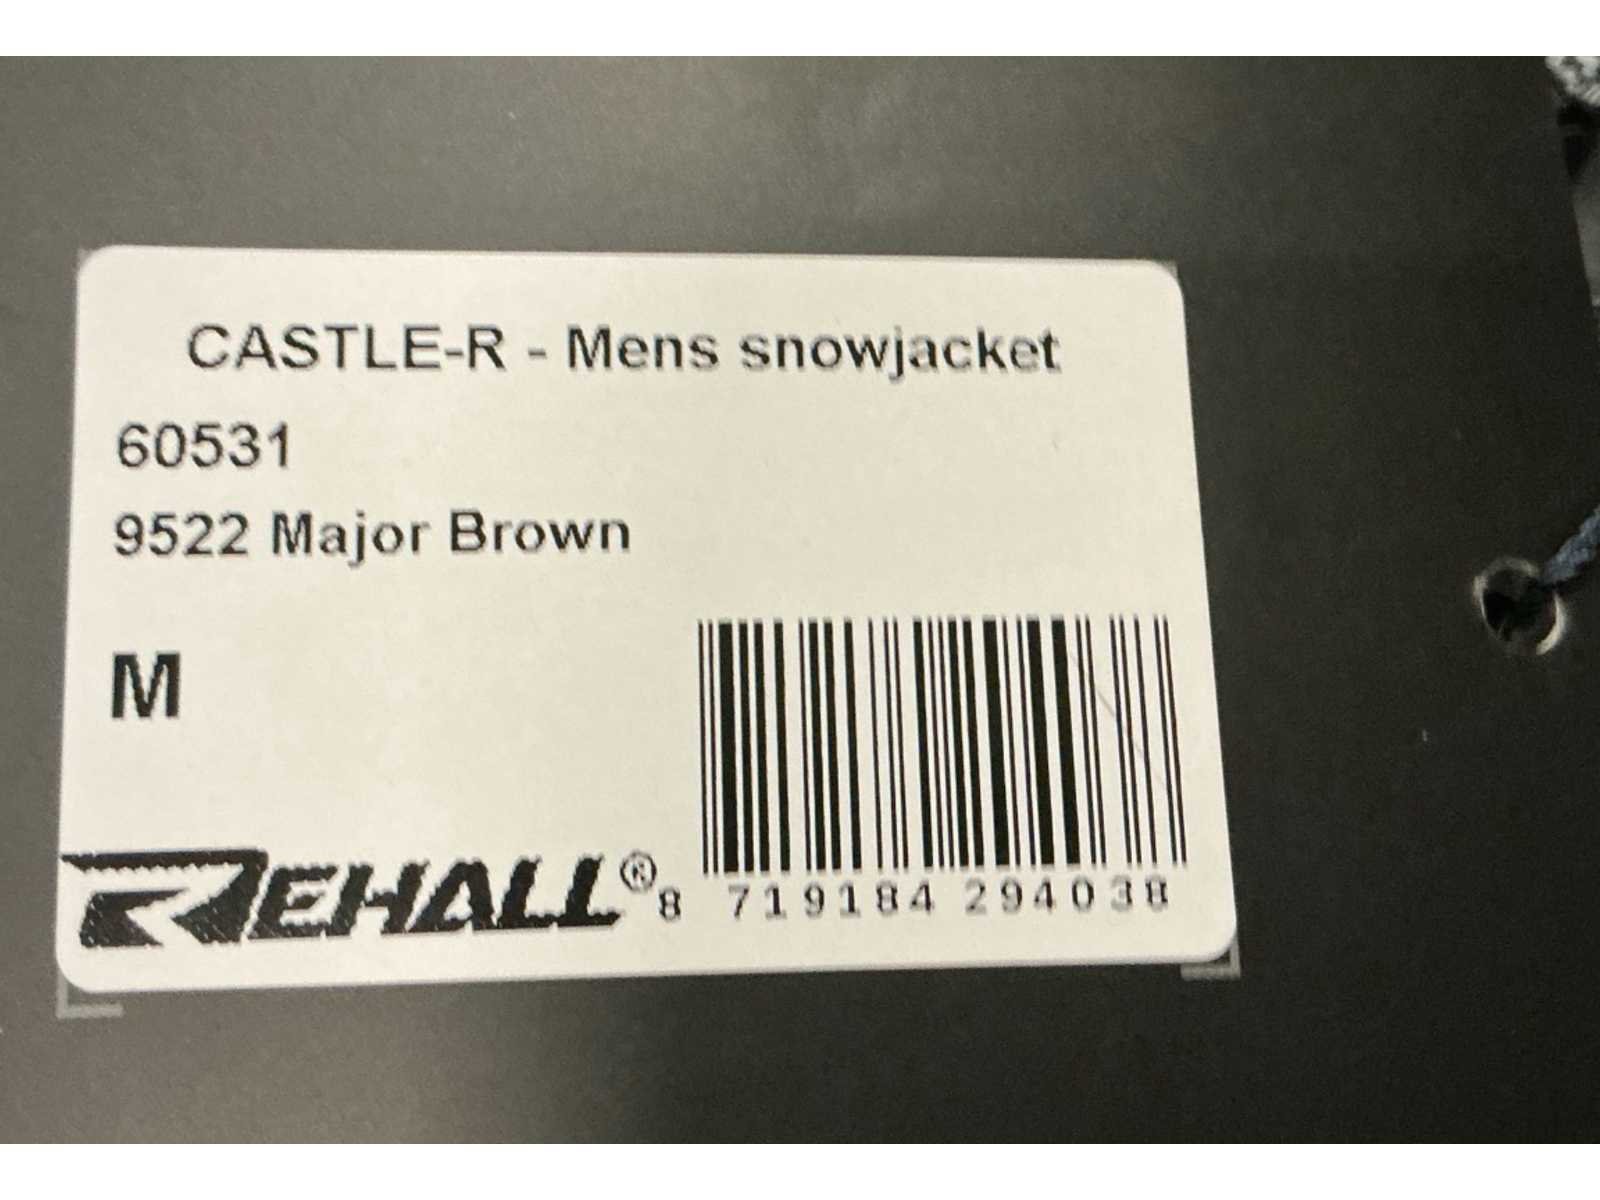 CASTLE-R - Mens snowjacket
60531
9522 Major Brown
M
REHALL®
8 719184 294038